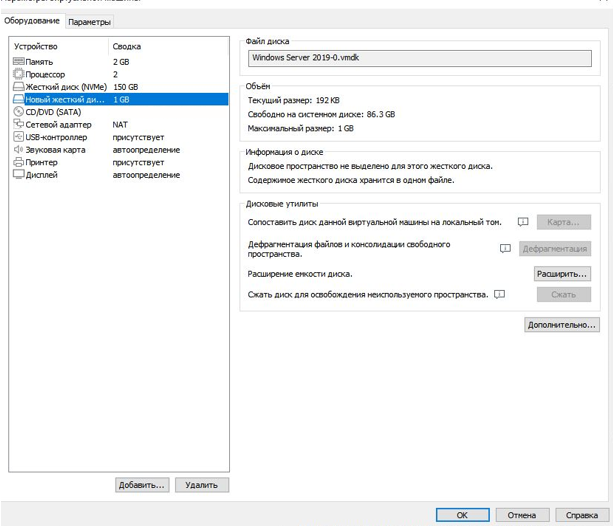 Параметры виртуальной машины
Оборудование Параметры
Устройство Сводка
Память 2 GB
Процессор 2
Жесткий диск (NVMe) 150 GB
Новый жесткий ди... 1 GB
CD/DVD (SATA)
Сетевой адаптер NAT
USB-контроллер присутствует
Звуковая карта автоопределение
Принтер присутствует
Дисплей автоопределение
Добавить... Удалить
Файл диска
Windows Server 2019-0.vmdk
Объём
Текущий размер: 192 KB
Свободно на системном диске: 86.3 GB
Максимальный размер: 1 GB
Информация о диске
Дисковое пространство не выделено для этого жесткого диска.
Содержимое жесткого диска хранится в одном файле.
Дисковые утилиты
Сопоставить диск данной виртуальной машины на локальный том. Карта...
Дефрагментация файлов и консолидации свободного
пространства. Дефрагментация
Расширение емкости диска. Расширить...
Сжать диск для освобождения неиспользуемого пространства. Сжать
Дополнительно...
OK Отмена Справка